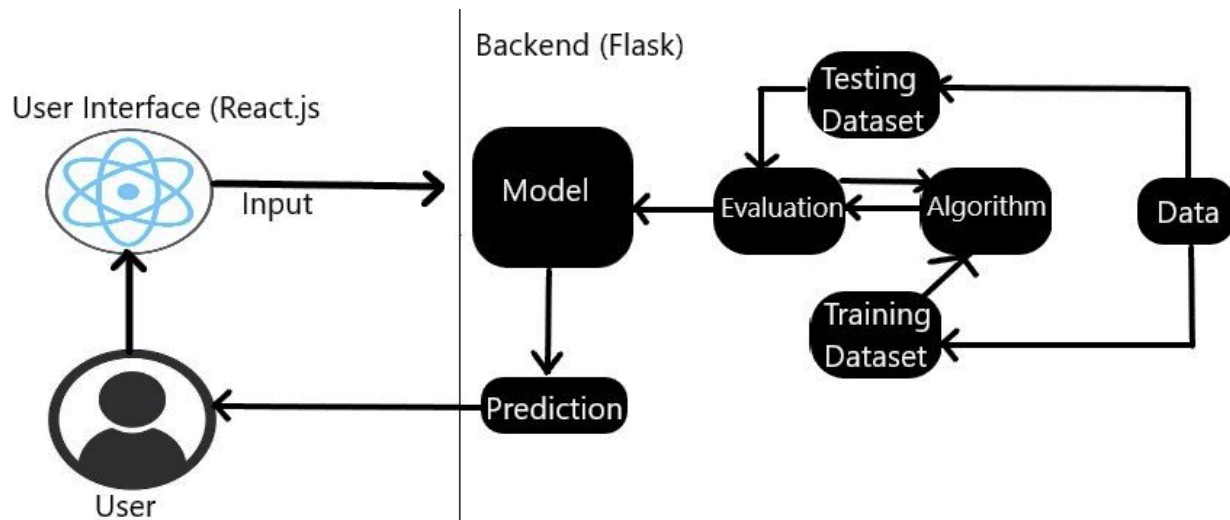 Backend (Flask)
User Interface (React.js
Input
User
Model
Prediction
Evaluation
Algorithm
Testing
Dataset
Training
Dataset
Data